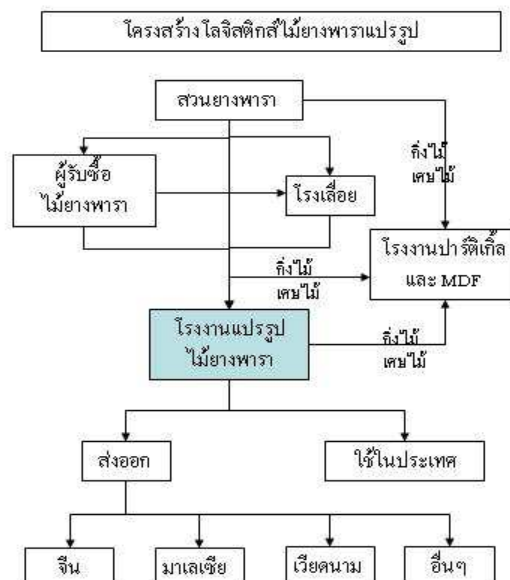 โครงสร้างโลจิสติกส์ไม้ยางพาราแปรรูป
สวนยางพารา
กิ่งไม้
เศษไม้
ผู้รับซื้อ
ไม้ยางพารา
โรงเลื่อย
โรงงานปาร์ติเกิ้ล
และ MDF
กิ่งไม้
เศษไม้
โรงงานแปรรูป
ไม้ยางพารา
กิ่งไม้
เศษไม้
ส่งออก
ใช้ในประเทศ
จีน
มาเลเซีย
เวียดนาม
อื่นๆ